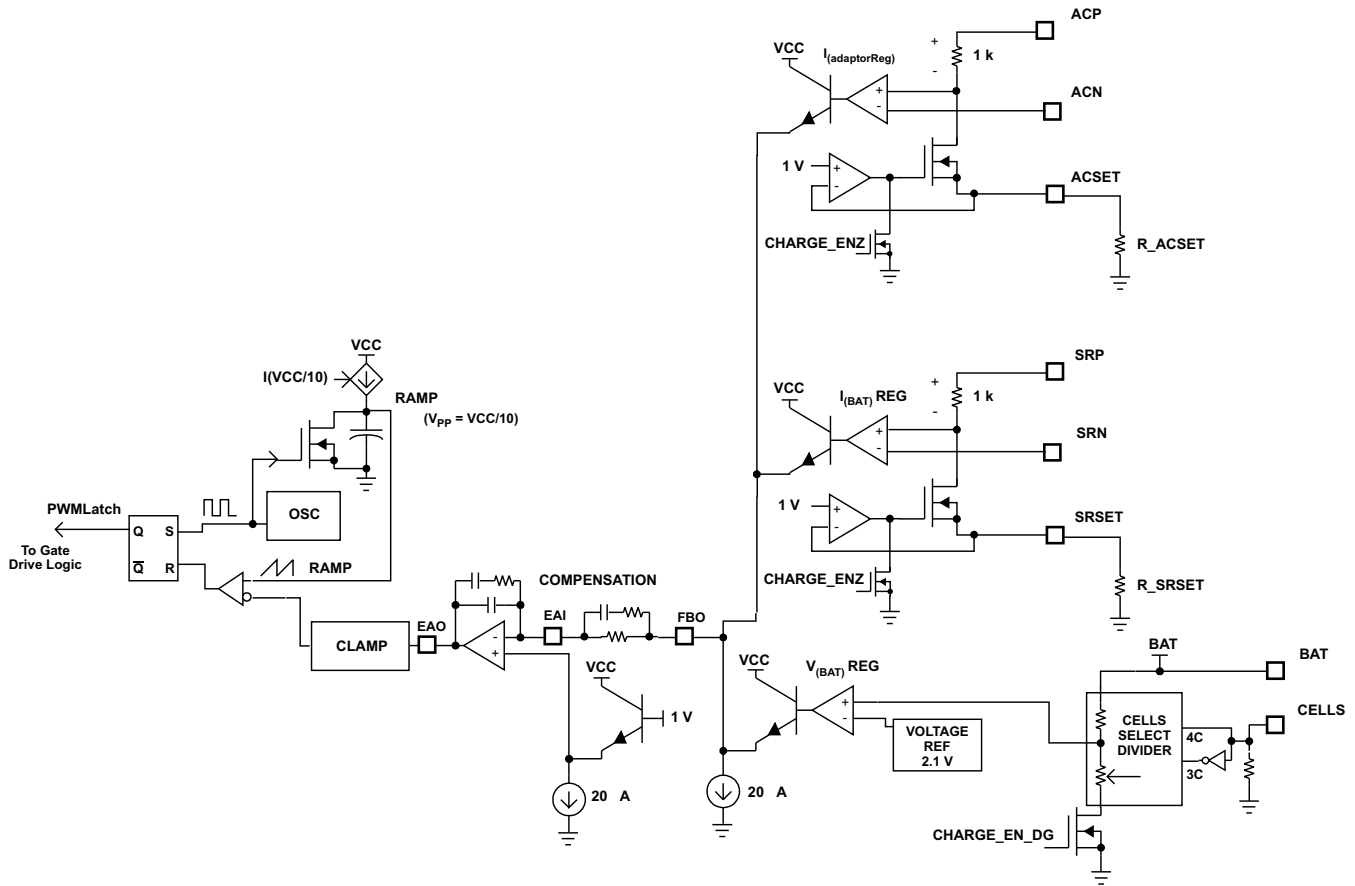 ACP
VCC
I(adaptorReg)
+
-
1 k
+
-
ACN
1 V
+
-
ACSET
CHARGE_ENZ
R_ACSET
VCC
I(VCC/10)
RAMP
(VPP = VCC/10)
SRP
VCC
I(BAT) REG
+
-
1 k
+
-
SRN
PWMLatch
Q
S
OSC
1 V
+
-
SRSET
To Gate
Drive Logic
Q
R
RAMP
CHARGE_ENZ
R_SRSET
COMPENSATION
EAO
EAI
FBO
CLAMP
-
+
VCC
1 V
VCC
V(BAT) REG
+
-
VOLTAGE
REF
2.1 V
BAT
BAT
CELLS
SELECT
DIVIDER
4C
3C
CELLS
20 A
20 A
CHARGE_EN_DG